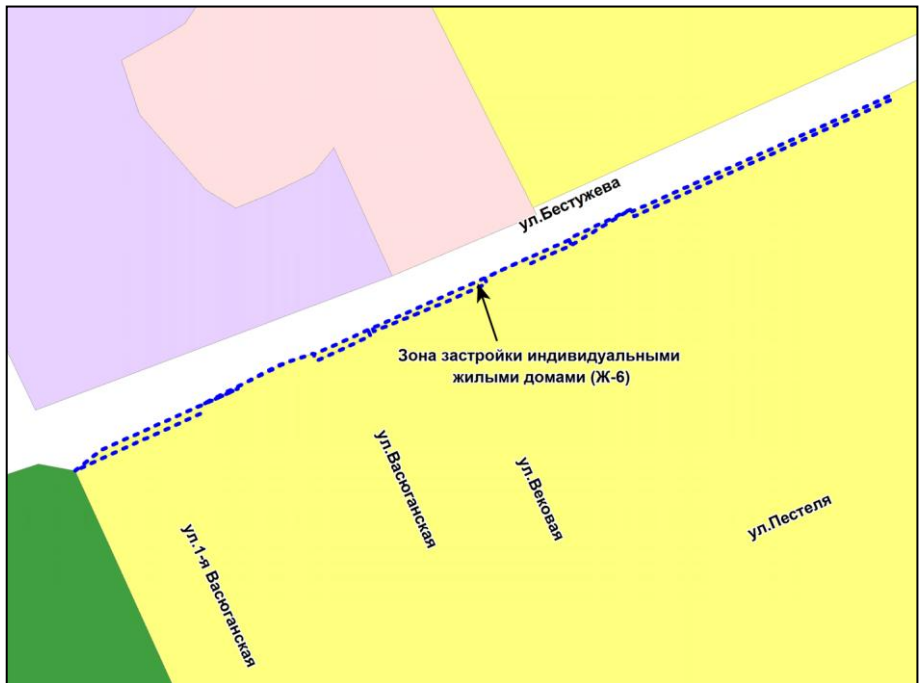 ул.Бестужева
Зона застройки индивидуальными
жилыми домами (Ж-6)
ул.Васюганская
ул.Вековая
ул.Пестеля
ул.1-я Васюганская